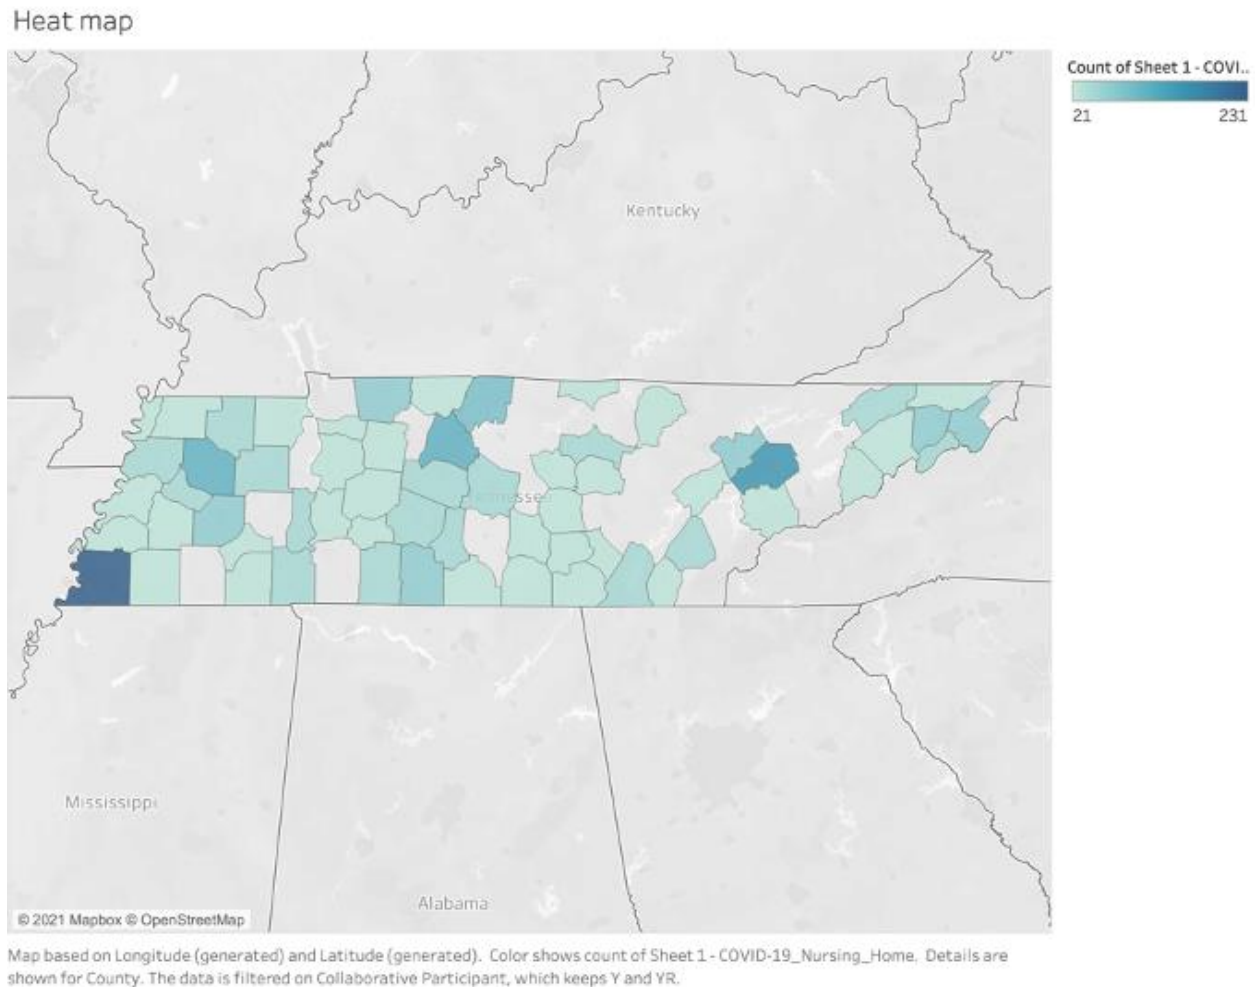 Heat map
Count of Sheet 1 - COVI..
21 231
Kentucky
Mississippi
Alabama
© 2021 Mapbox © OpenStreetMap
Map based on Longitude (generated) and Latitude (generated). Color shows count of Sheet 1 - COVID-19_Nursing_Home. Details are
shown for County. The data is filtered on Collaborative Participant, which keeps Y and YR.